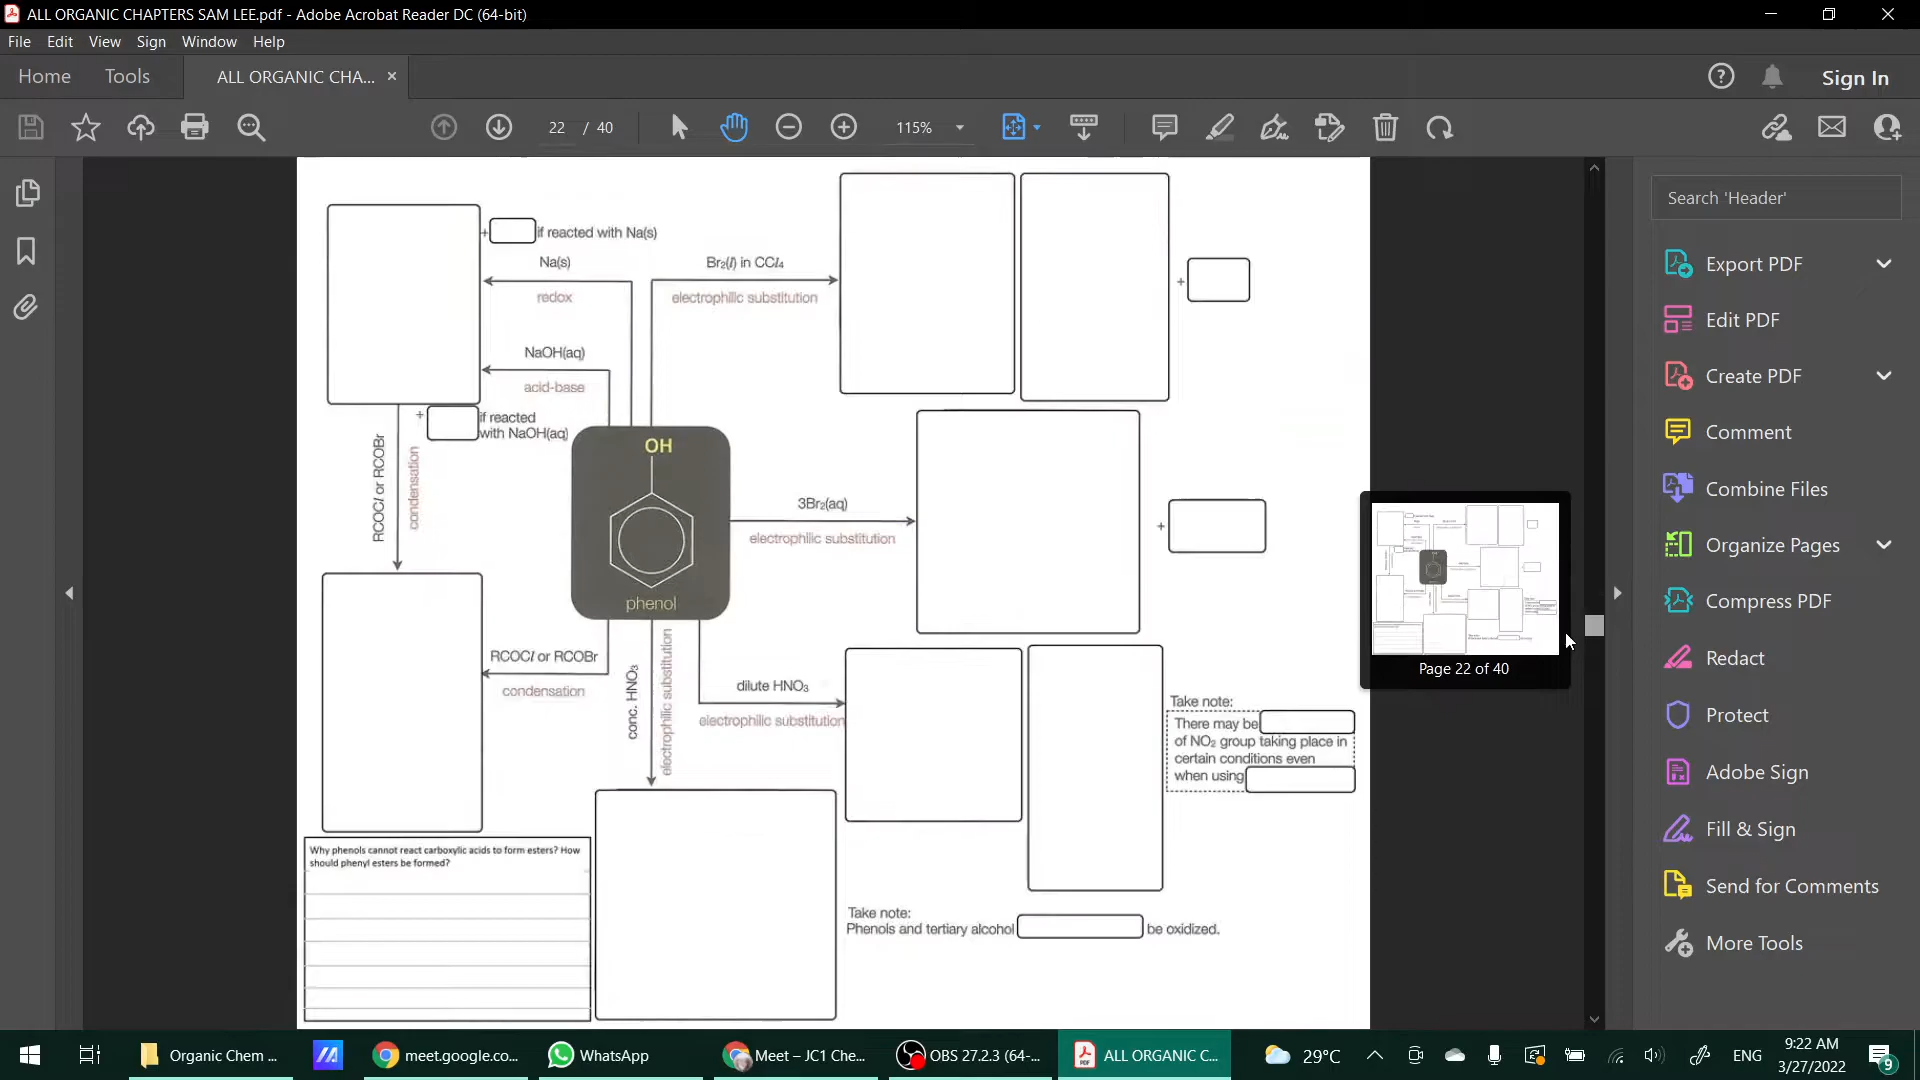 ALL ORGANIC CHAPTERS SAM LEE.pdf - Adobe Acrobat Reader DC (64-bit)
File Edit View Sign Window Help
Home Tools ALL ORGANIC CHA... × Sign In
22 / 40 115%
Search 'Header'
Export PDF
Edit PDF
Create PDF
Comment
Combine Files
Organize Pages
Compress PDF
Redact
Protect
Adobe Sign
Fill & Sign
Send for Comments
More Tools
+ if reacted with Na(s)
Na(s)
redox
NaOH(aq)
acid-base
+ if reacted
with NaOH(aq)
RCOCl or RCOBr
condensation
Br₂(l) in CCl₄
electrophilic substitution
+
OH
phenol
3Br₂(aq)
electrophilic substitution
+
RCOCl or RCOBr
condensation
conc. HNO₃
electrophilic substitution
dilute HNO₃
electrophilic substitution
Take note:
There may be
of NO₂ group taking place in
certain conditions even
when using
Why phenols cannot react carboxylic acids to form esters? How
should phenyl esters be formed?
Take note:
Phenols and tertiary alcohol be oxidized.
Page 22 of 40
Organic Chem ...
meet.google.co...
WhatsApp
Meet – JC1 Che...
OBS 27.2.3 (64-...
ALL ORGANIC C...
29°C
ENG
9:22 AM
3/27/2022
9